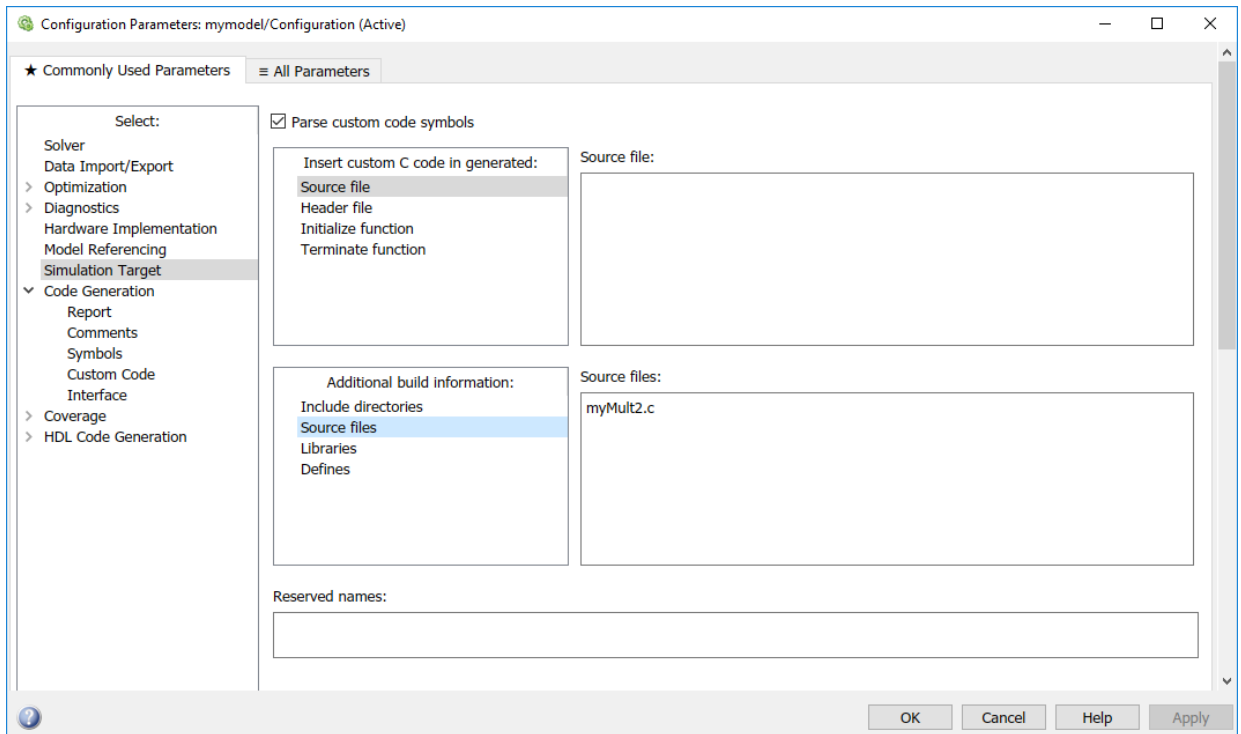 Configuration Parameters: mymodel/Configuration (Active)
★ Commonly Used Parameters
≡ All Parameters
Select:
Solver
Data Import/Export
Optimization
Diagnostics
Hardware Implementation
Model Referencing
Simulation Target
Code Generation
Report
Comments
Symbols
Custom Code
Interface
Coverage
HDL Code Generation
Parse custom code symbols
Insert custom C code in generated:
Source file
Header file
Initialize function
Terminate function
Source file:
Additional build information:
Include directories
Source files
Libraries
Defines
Source files:
myMult2.c
Reserved names:
OK
Cancel
Help
Apply